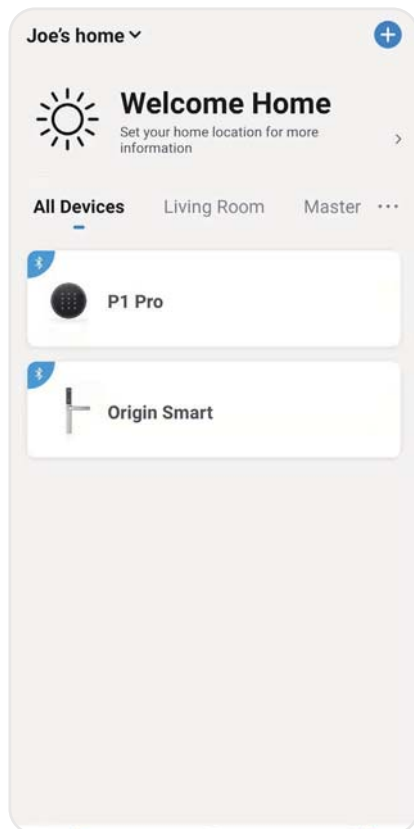 Joe's home
Welcome Home
Set your home location for more
information
All Devices Living Room Master ...
P1 Pro
Origin Smart